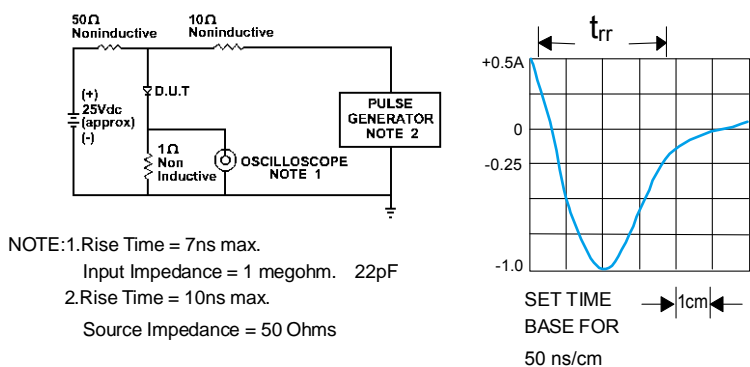 50Ω
Noninductive
10Ω
Noninductive
(+)
25Vdc
(approx)
(-)
D.U.T
1Ω
Non
Inductive
OSCILLOSCOPE
NOTE 1
PULSE
GENERATOR
NOTE 2
NOTE:1.Rise Time = 7ns max.
Input Impedance = 1 megohm. 22pF
2.Rise Time = 10ns max.
Source Impedance = 50 Ohms
trr
+0.5A
0
-0.25
-1.0
SET TIME
BASE FOR
50 ns/cm
1cm